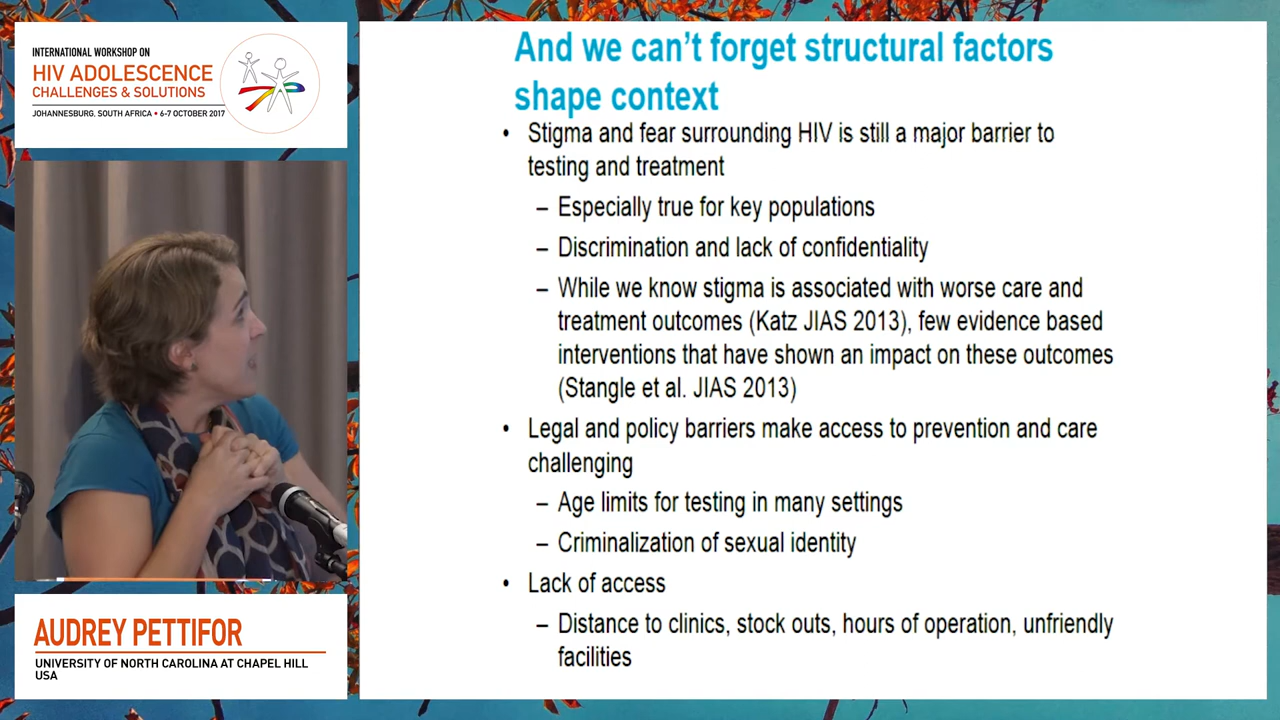 INTERNATIONAL WORKSHOP ON
HIV ADOLESCENCE
CHALLENGES & SOLUTIONS
JOHANNESBURG, SOUTH AFRICA • 6-7 OCTOBER 2017
AUDREY PETTIFOR
UNIVERSITY OF NORTH CAROLINA AT CHAPEL HILL
USA
And we can't forget structural factors
shape context
• Stigma and fear surrounding HIV is still a major barrier to
testing and treatment
– Especially true for key populations
– Discrimination and lack of confidentiality
– While we know stigma is associated with worse care and
treatment outcomes (Katz JIAS 2013), few evidence based
interventions that have shown an impact on these outcomes
(Stangle et al. JIAS 2013)
• Legal and policy barriers make access to prevention and care
challenging
– Age limits for testing in many settings
– Criminalization of sexual identity
• Lack of access
– Distance to clinics, stock outs, hours of operation, unfriendly
facilities